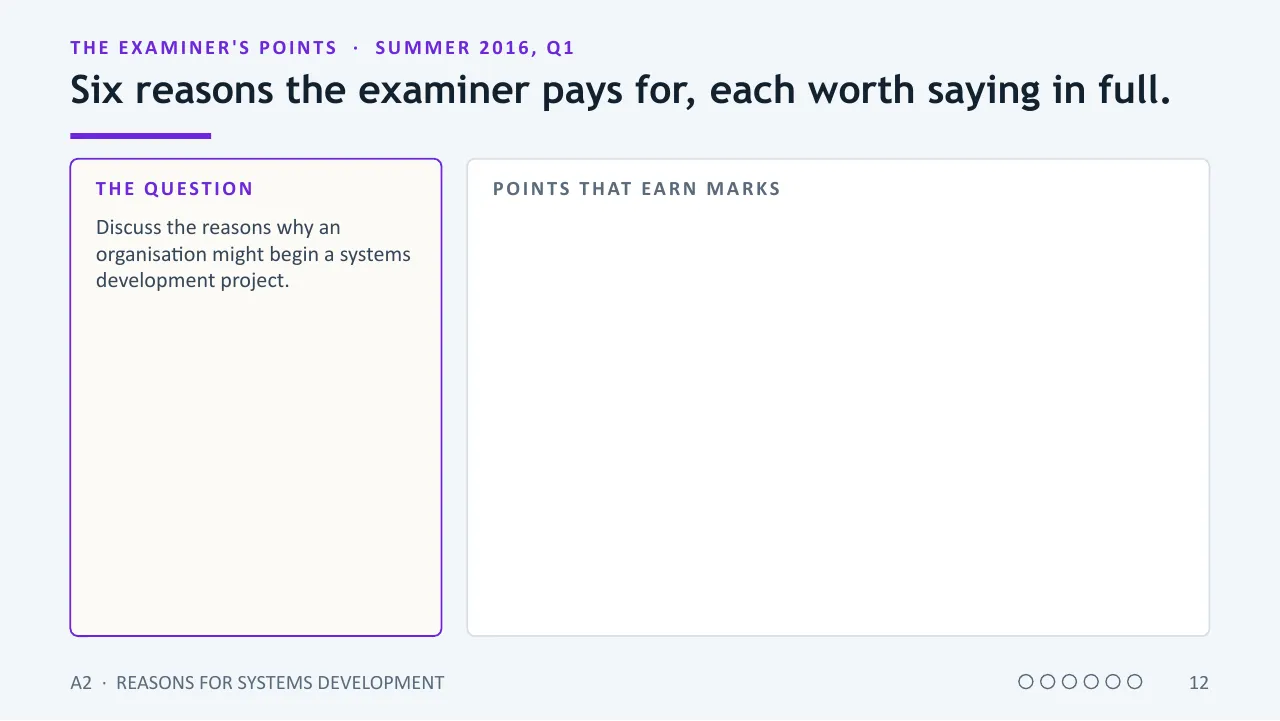 THE EXAMINER'S POINTS · SUMMER 2016, Q1
Six reasons the examiner pays for, each worth saying in full.
THE QUESTION
Discuss the reasons why an
organisation might begin a systems
development project.
POINTS THAT EARN MARKS
A2 · REASONS FOR SYSTEMS DEVELOPMENT
12